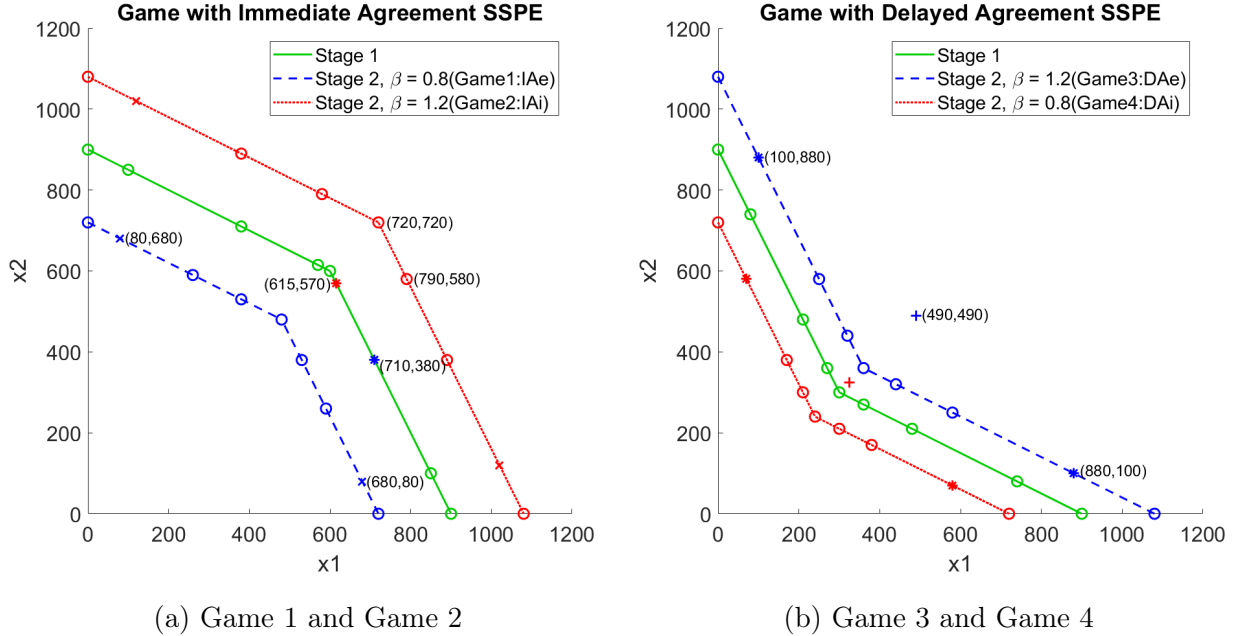 Game with Immediate Agreement SSPE
1200
1000
800
600
400
200
0
x2
0
200
400
600
800
1000
1200
x1
Stage 1
Stage 2, β = 0.8(Game1:IAe)
Stage 2, β = 1.2(Game2:IAi)
(80,680)
(720,720)
(790,580)
(615,570)
(710,380)
(680,80)
(a) Game 1 and Game 2
Game with Delayed Agreement SSPE
1200
1000
800
600
400
200
0
x2
0
200
400
600
800
1000
1200
x1
Stage 1
Stage 2, β = 1.2(Game3:DAe)
Stage 2, β = 0.8(Game4:DAi)
(100,880)
(490,490)
(880,100)
(b) Game 3 and Game 4